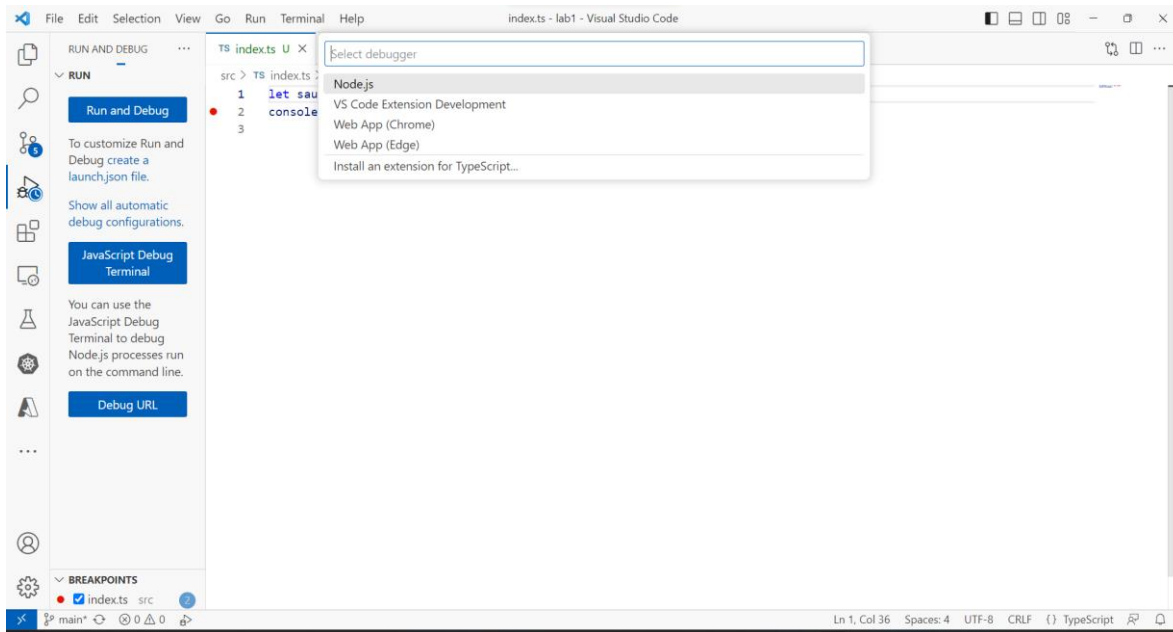 File Edit Selection View Go Run Terminal Help index.ts - lab1 - Visual Studio Code
RUN AND DEBUG ...
RUN
Run and Debug
To customize Run and
Debug create a
launch.json file.
Show all automatic
debug configurations.
JavaScript Debug
Terminal
You can use the
JavaScript Debug
Terminal to debug
Node.js processes run
on the command line.
Debug URL
BREAKPOINTS
index.ts src 2
TS index.ts U
src > TS index.ts >
1 let sau
2 console
3
Select debugger
Node.js
VS Code Extension Development
Web App (Chrome)
Web App (Edge)
Install an extension for TypeScript...
5
main* 0 0 Ln 1, Col 36 Spaces: 4 UTF-8 CRLF {} TypeScript